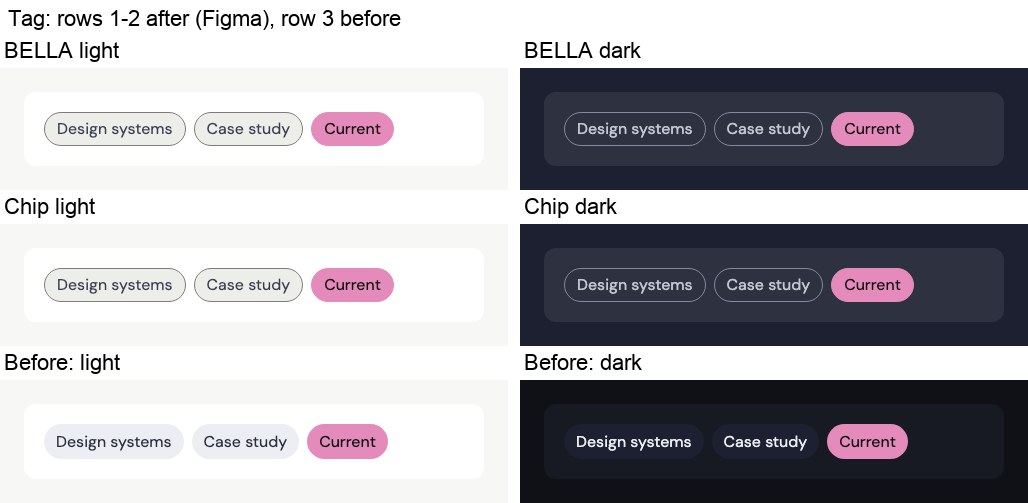 Tag: rows 1-2 after (Figma), row 3 before
BELLA light
BELLA dark
Design systems Case study Current
Design systems Case study Current
Chip light
Chip dark
Design systems Case study Current
Design systems Case study Current
Before: light
Before: dark
Design systems Case study Current
Design systems Case study Current